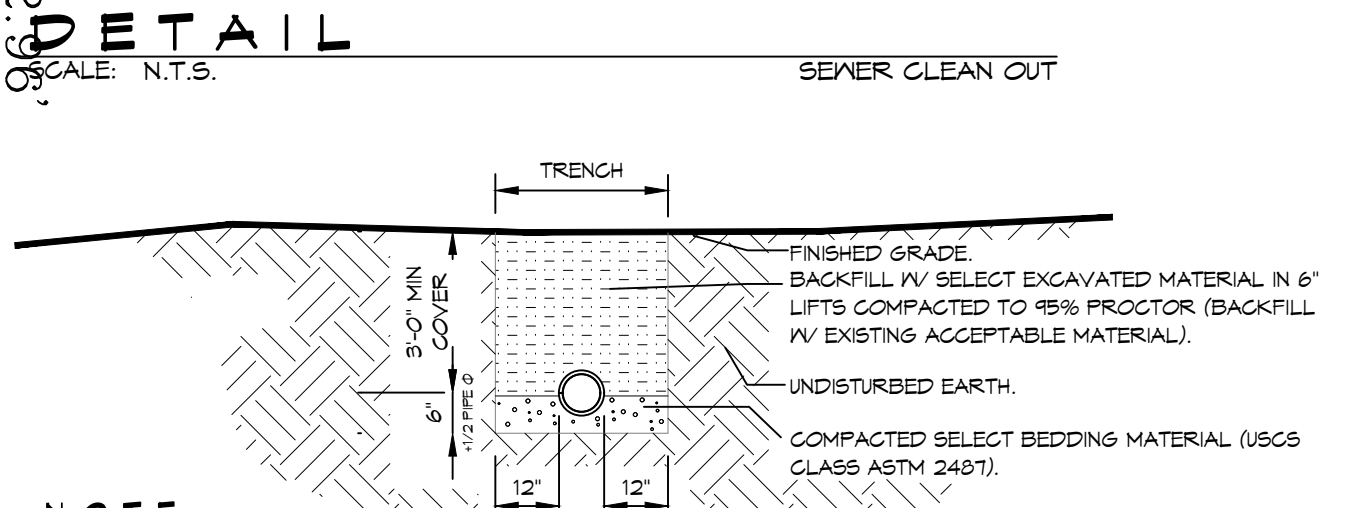 DETAIL
SCALE: N.T.S.
SEWER CLEAN OUT
TRENCH
FINISHED GRADE.
BACKFILL W/ SELECT EXCAVATED MATERIAL IN 6"
LIFTS COMPACTED TO 95% PROCTOR (BACKFILL
W/ EXISTING ACCEPTABLE MATERIAL).
3'-0" MIN
COVER
UNDISTURBED EARTH.
6"
+1/2 PIPE Φ
COMPACTED SELECT BEDDING MATERIAL (USCS
CLASS ASTM 2487).
12"
12"